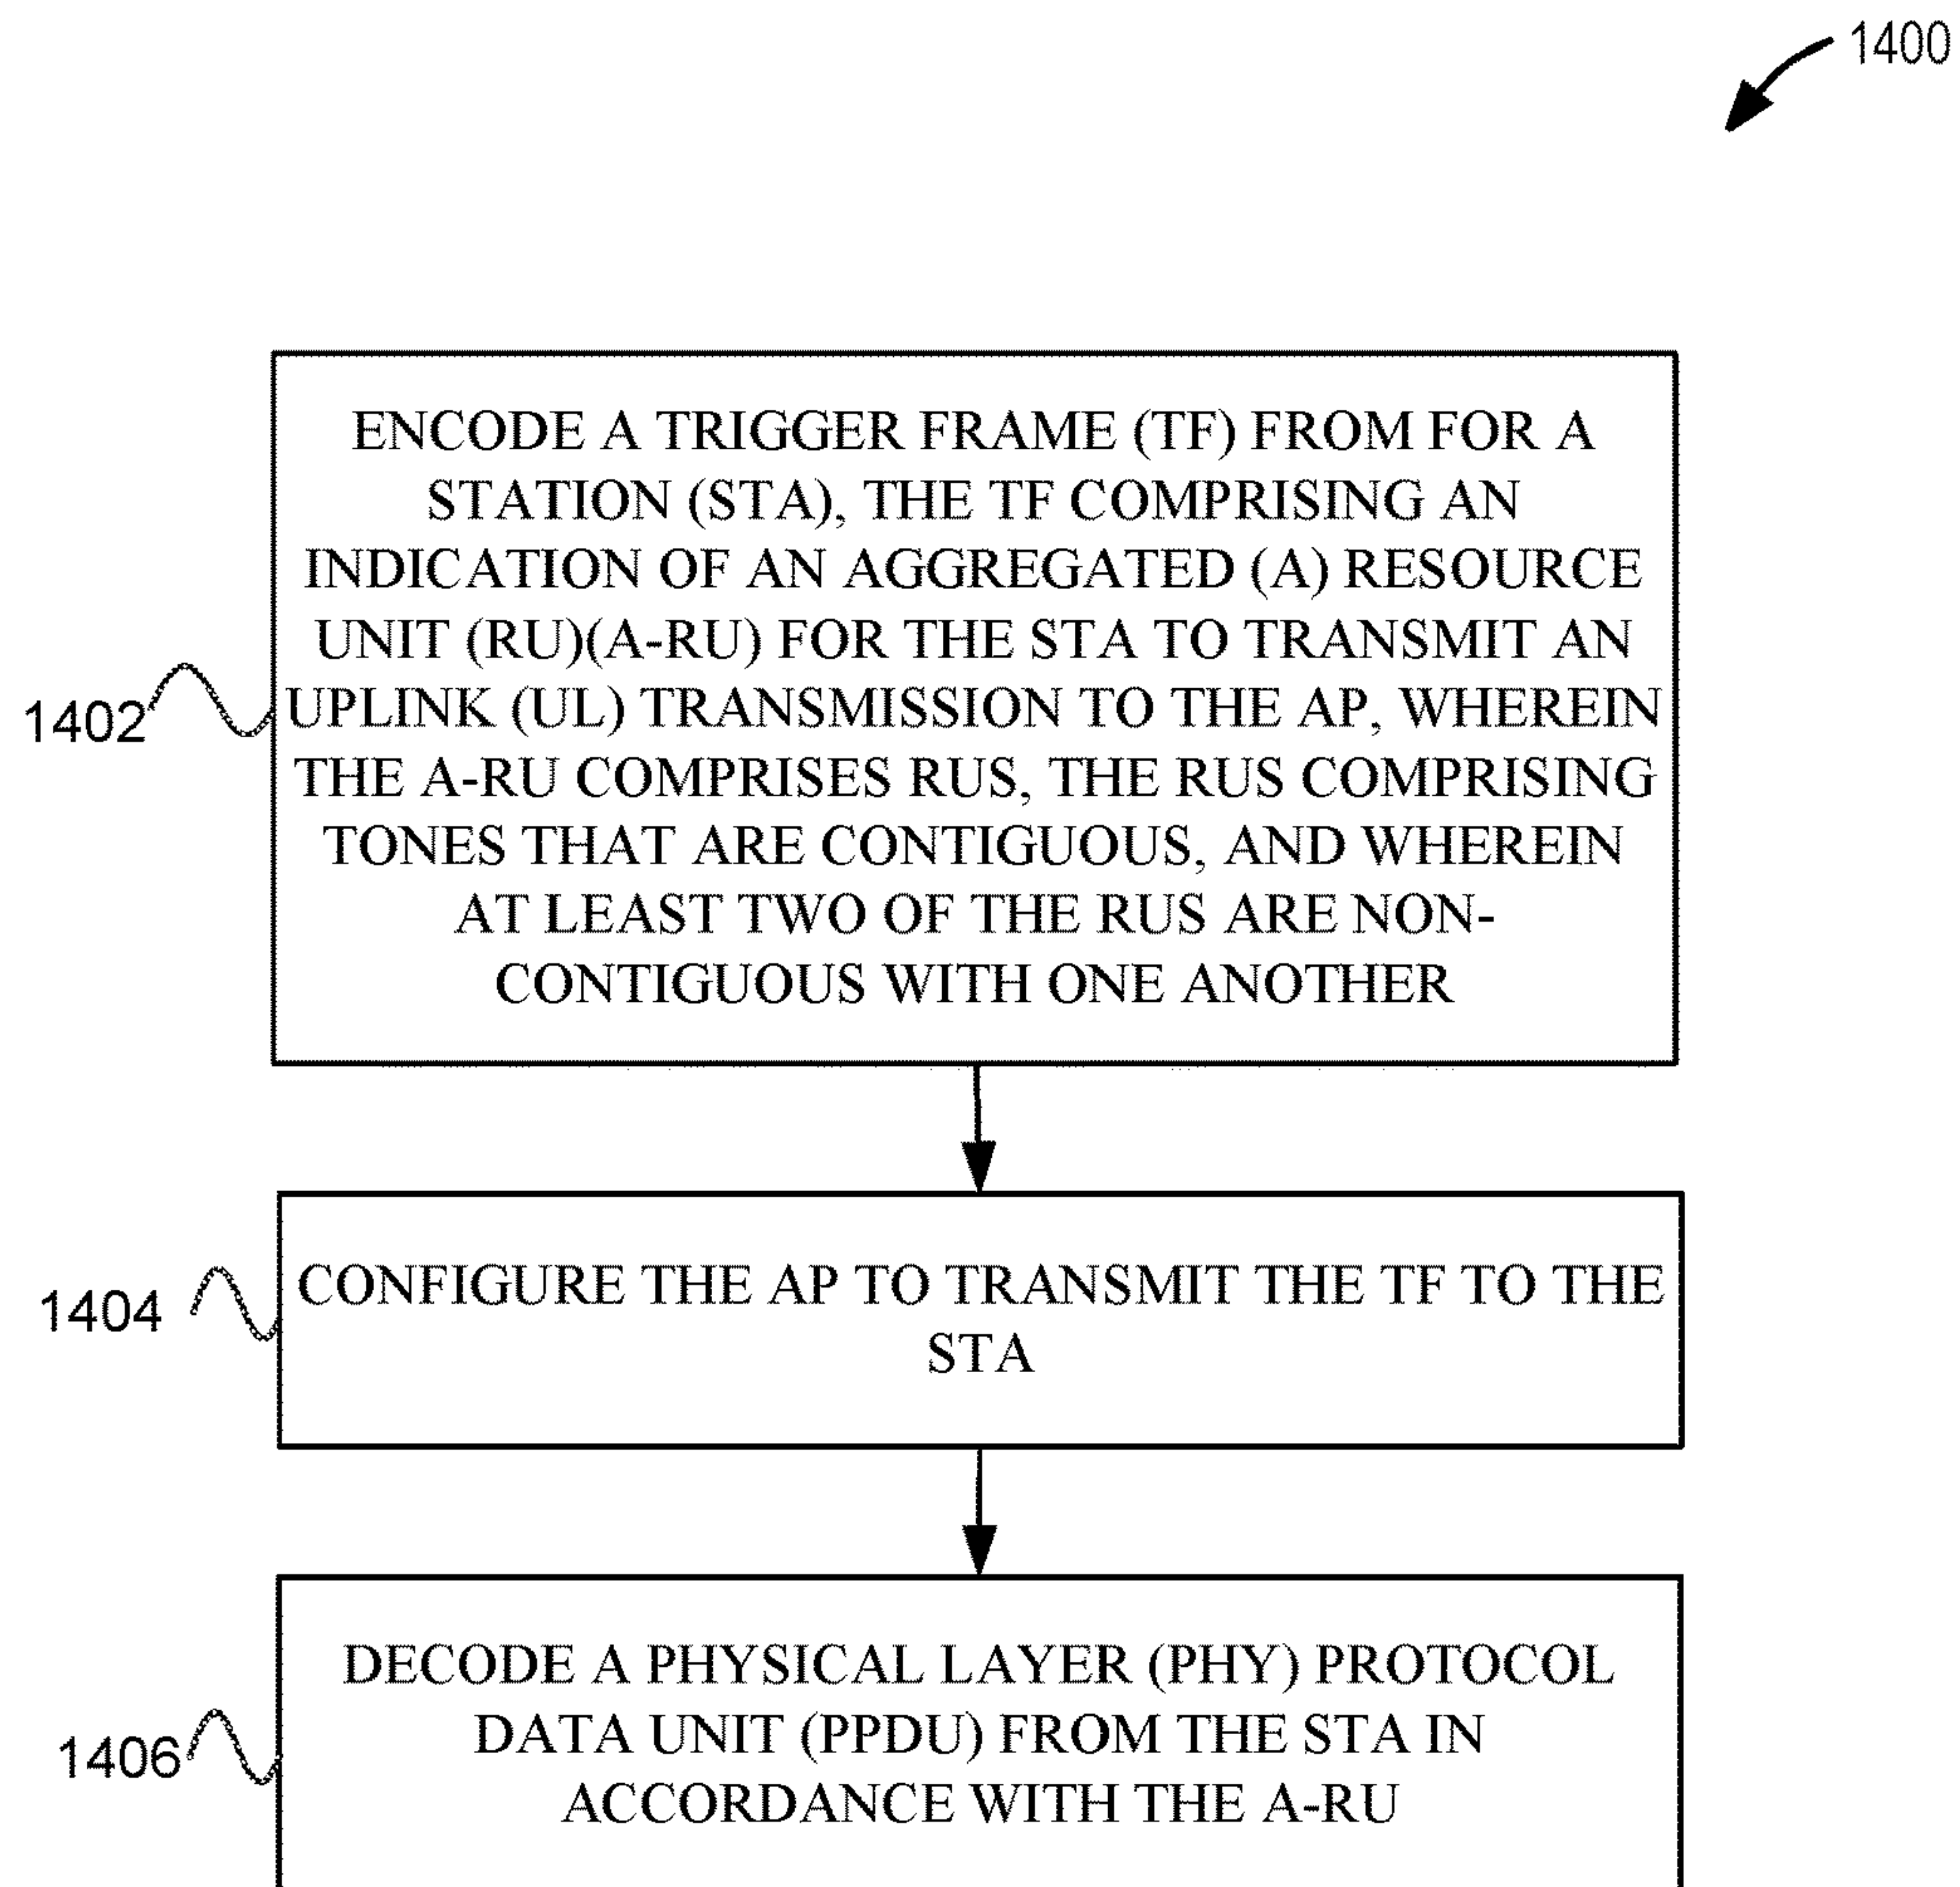 1400
ENCODE A TRIGGER FRAME (TF) FROM FOR A
STATION (STA), THE TF COMPRISING AN
INDICATION OF AN AGGREGATED (A) RESOURCE
UNIT (RU)(A-RU) FOR THE STA TO TRANSMIT AN
UPLINK (UL) TRANSMISSION TO THE AP, WHEREIN
THE A-RU COMPRISES RUS, THE RUS COMPRISING
TONES THAT ARE CONTIGUOUS, AND WHEREIN
AT LEAST TWO OF THE RUS ARE NON-
CONTIGUOUS WITH ONE ANOTHER
1402
CONFIGURE THE AP TO TRANSMIT THE TF TO THE
STA
1404
DECODE A PHYSICAL LAYER (PHY) PROTOCOL
DATA UNIT (PPDU) FROM THE STA IN
ACCORDANCE WITH THE A-RU
1406